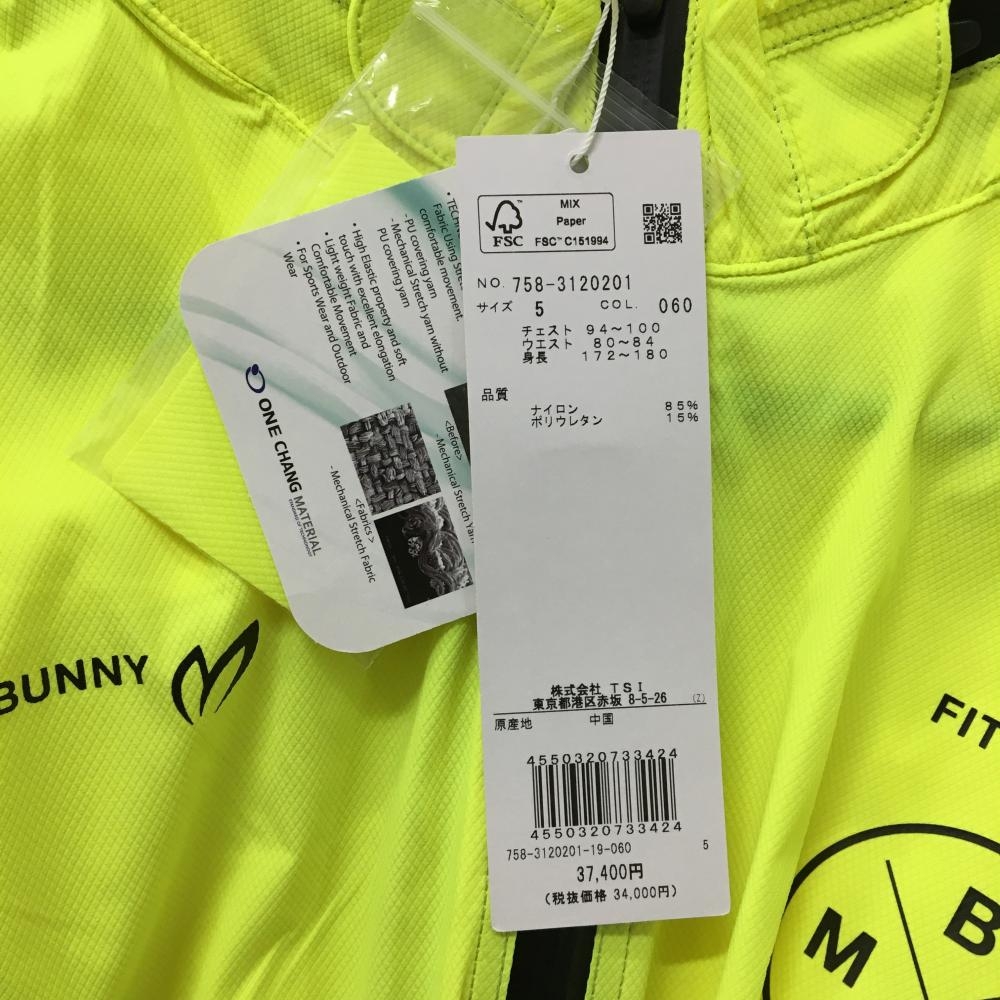 MIX
Paper
FSC
FSC™ C151994
NO. 758-3120201
サイズ 5 COL. 060
チェスト 94～100
ウエスト 80～84
身長 172～180
品質
ナイロン 85%
ポリウレタン 15%
株式会社 TSI
東京都港区赤坂 8-5-26 (Z)
原産地 中国
4550320733424
4550320733424
758-3120201-19-060 5
37,400円
(税抜価格 34,000円)
Fabric Using
comfortable movement.
-PU covering yarn
-Mechanical Stretch yarn without
PU covering yarn
• High Elastic property and soft
touch with excellent elongation
• Light weight Fabric and
Comfortable Movement
• For Sports Wear and Outdoor
Wear
<Before>
- Mechanical Stretch Yarn
<Fabrics>
- Mechanical Stretch Fabric
ONE CHANG MATERIAL
BUNNY
FIT
M B